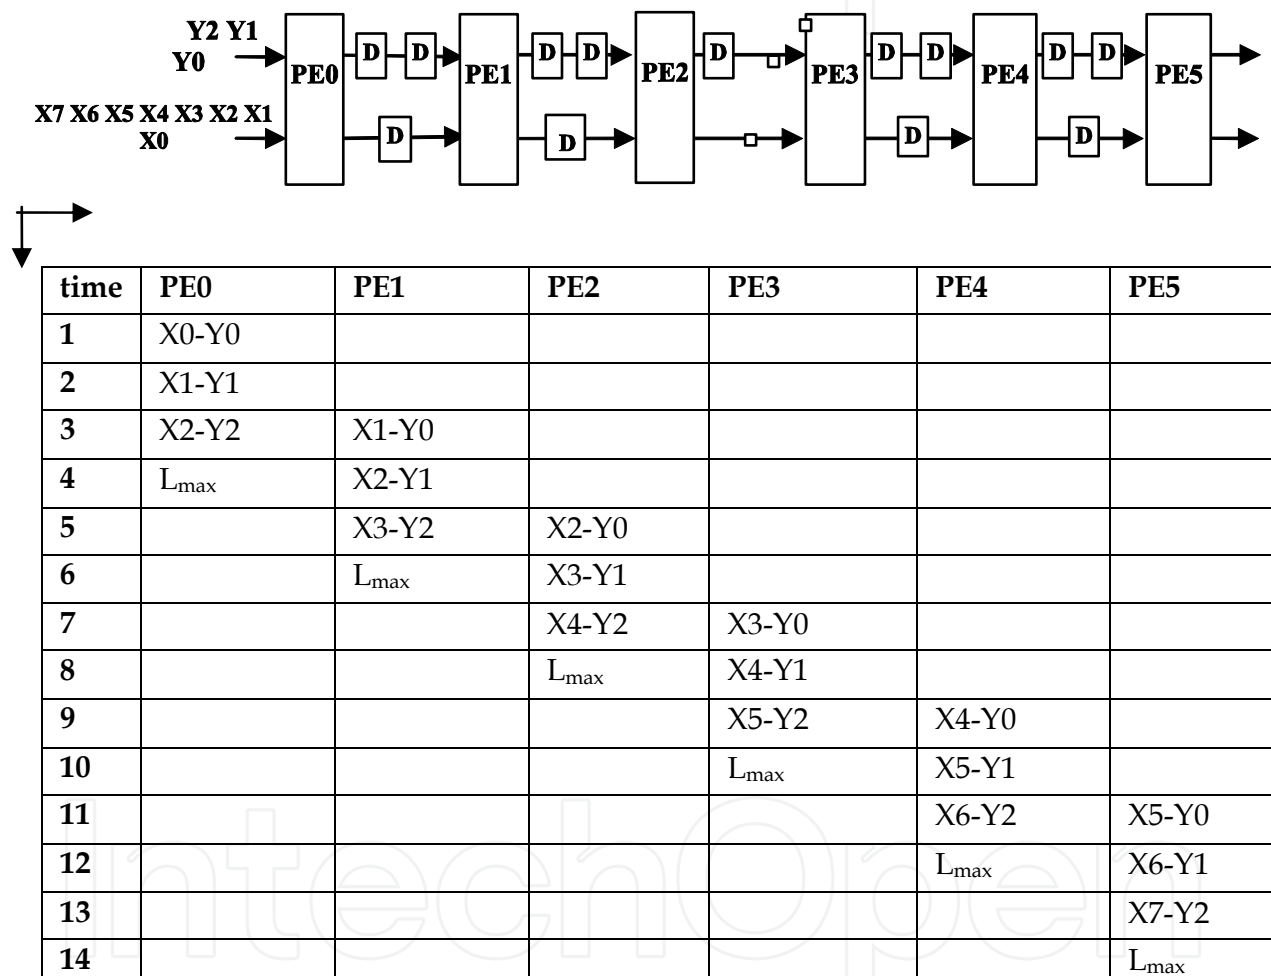 Y2 Y1
Y0
X7 X6 X5 X4 X3 X2 X1
X0
PE0 D D PE1 D D PE2 D PE3 D D PE4 D D PE5
D D D D
time PE0 PE1 PE2 PE3 PE4 PE5
1 X0-Y0
2 X1-Y1
3 X2-Y2 X1-Y0
4 Lmax X2-Y1
5 X3-Y2 X2-Y0
6 Lmax X3-Y1
7 X4-Y2 X3-Y0
8 Lmax X4-Y1
9 X5-Y2 X4-Y0
10 Lmax X5-Y1
11 X6-Y2 X5-Y0
12 Lmax X6-Y1
13 X7-Y2
14 Lmax
IntechOpen